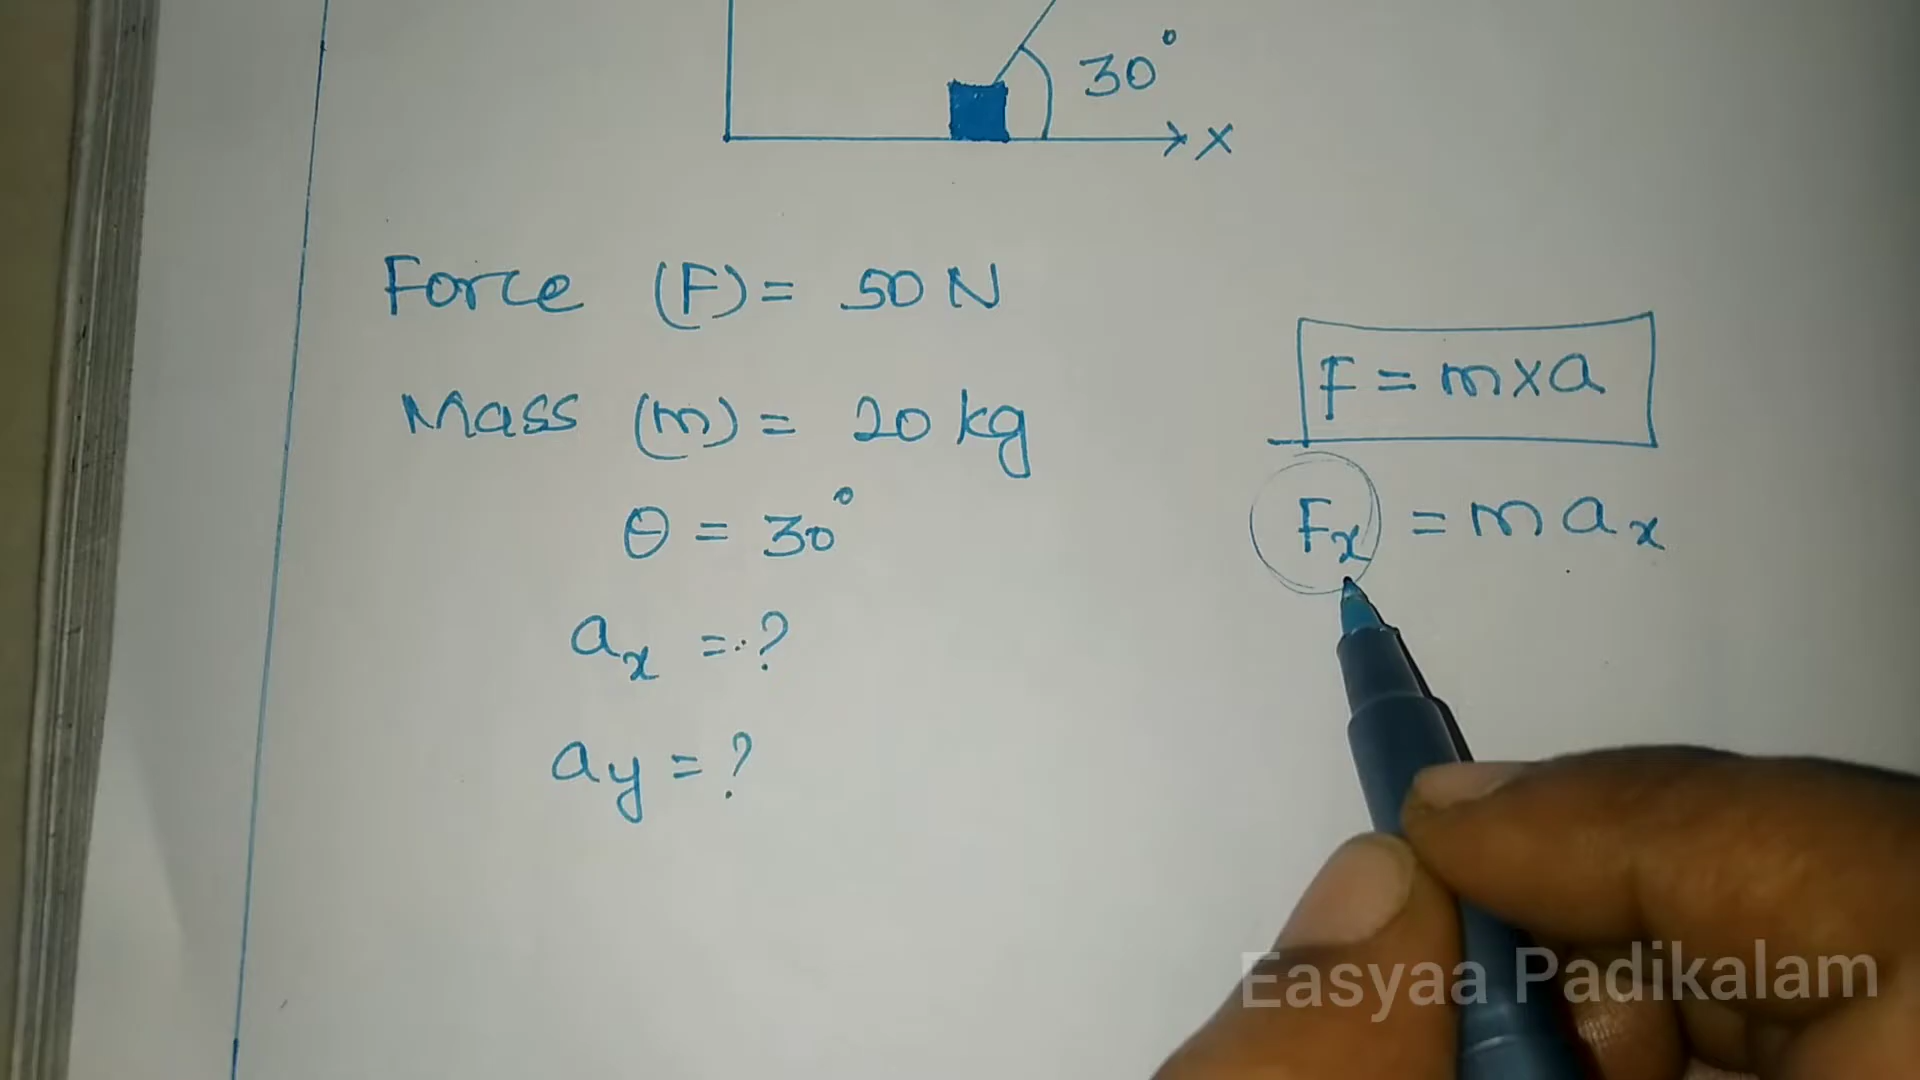 30°
X
Force (F) = 50 N
Mass (m) = 20 kg
θ = 30°
ax = ?
ay = ?
F = m×a
Fx = m ax
Easyaa Padikalam